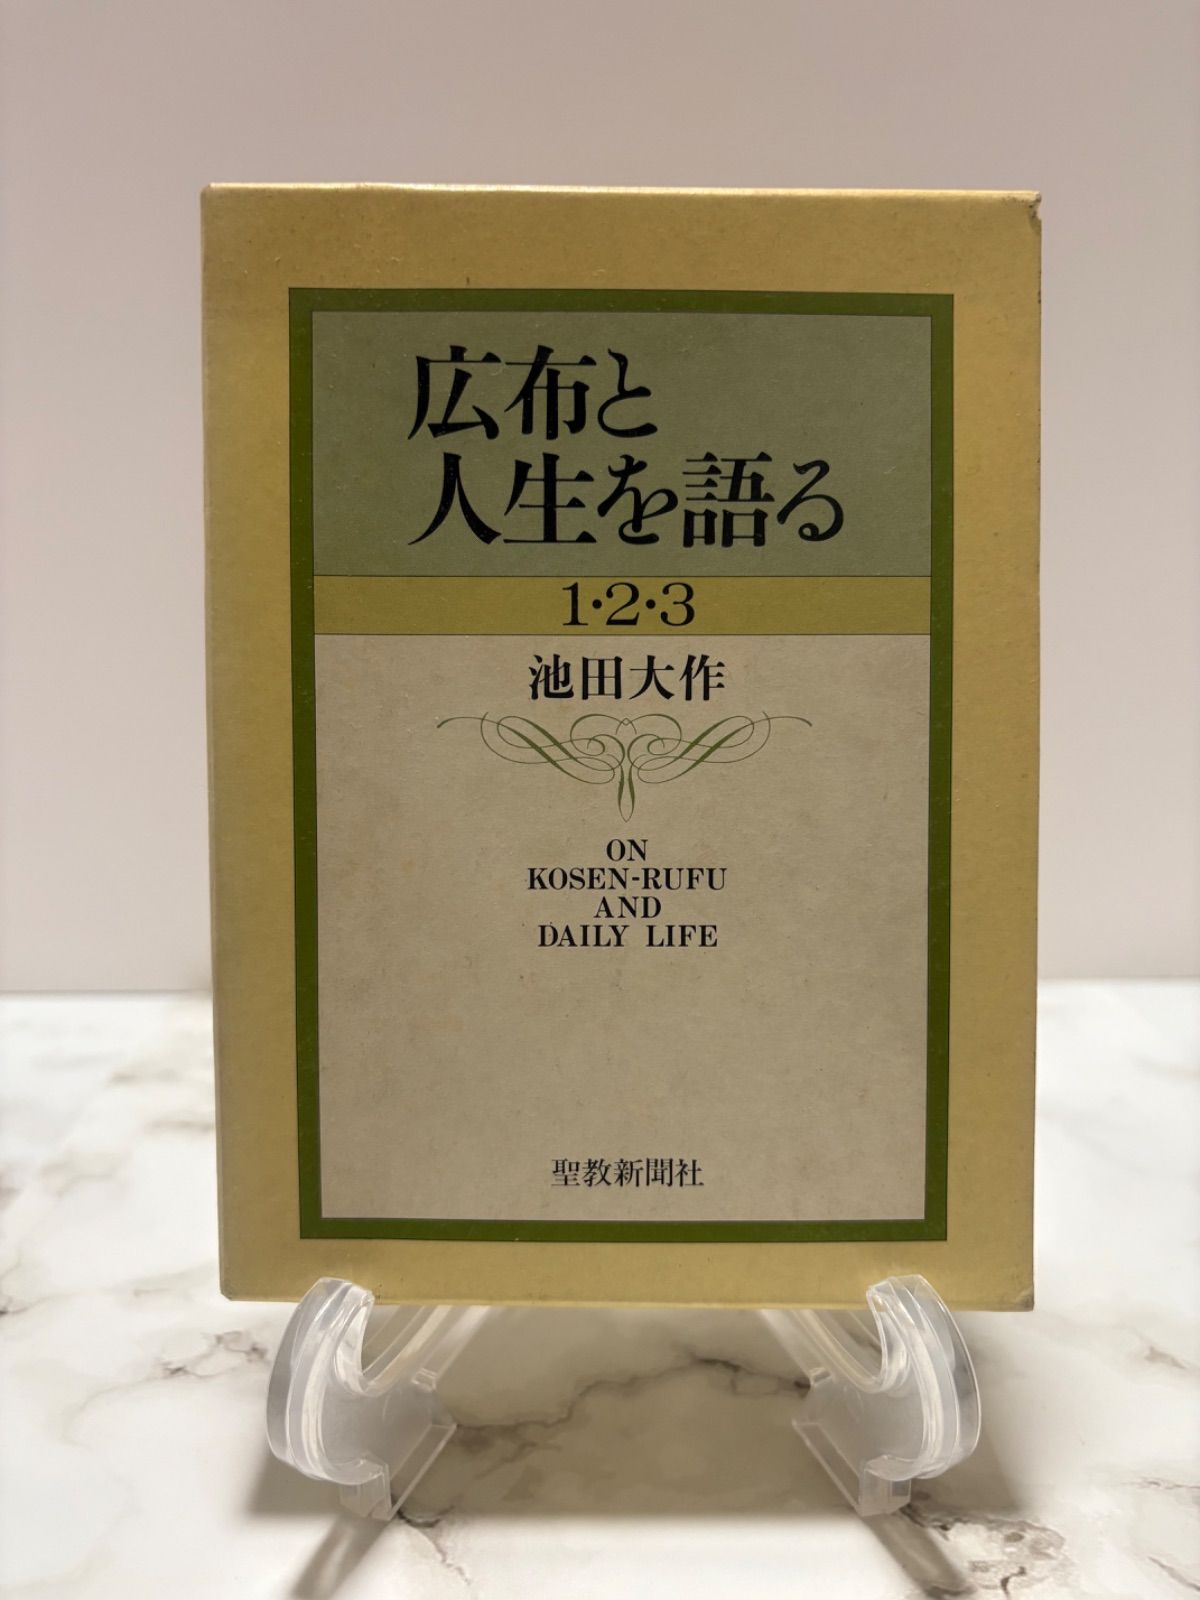 広布と
人生を語る
1・2・3
池田大作
ON
KOSEN-RUFU
AND
DAILY LIFE
聖教新聞社